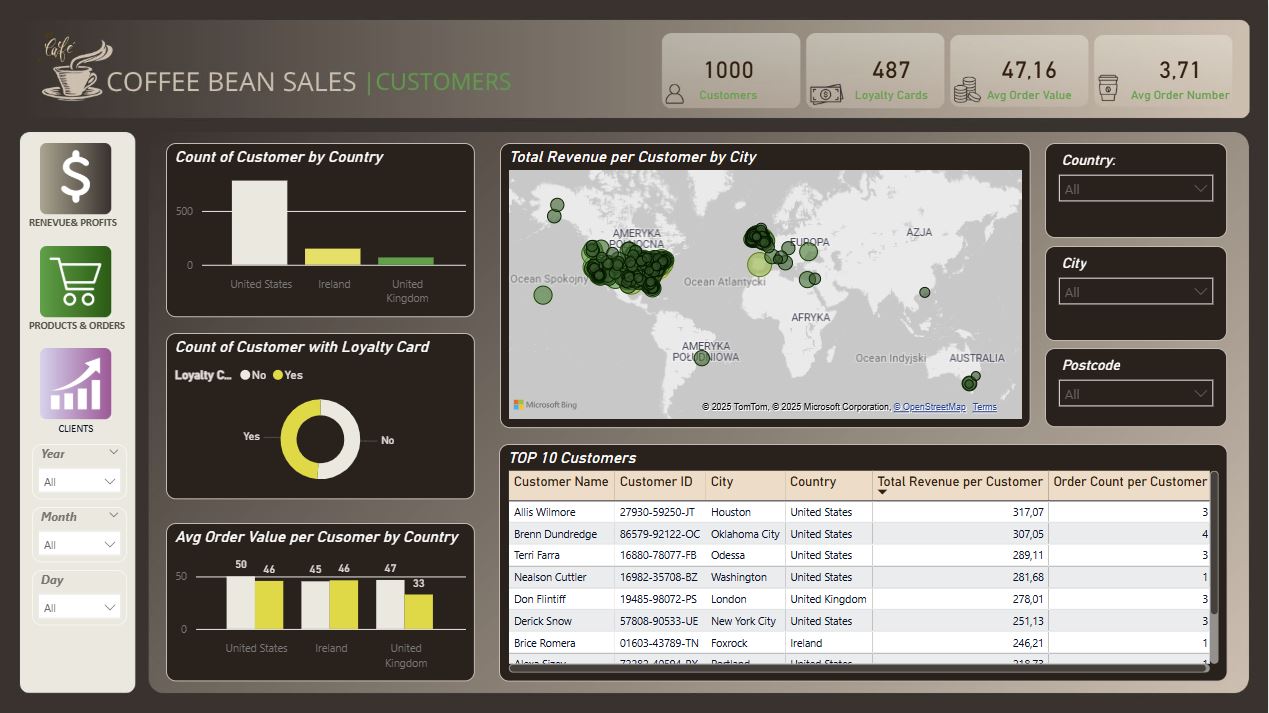 Café
COFFEE BEAN SALES | CUSTOMERS
1000
Customers
487
Loyalty Cards
47,16
Avg Order Value
3,71
Avg Order Number
$
RENEVUE& PROFITS
PRODUCTS & ORDERS
CLIENTS
Year
All
Month
All
Day
All
Count of Customer by Country
500
0
United States
Ireland
United
Kingdom
Count of Customer with Loyalty Card
Loyalty C... No Yes
Yes
No
Avg Order Value per Cusomer by Country
50
0
50
46
45
46
47
33
United States
Ireland
United
Kingdom
Total Revenue per Customer by City
AMERYKA
PÓŁNOCNA
EUROPA
AZJA
Ocean Spokojny
Ocean Atlantycki
AFRYKA
AMERYKA
POŁUDNIOWA
Ocean Indyjski
AUSTRALIA
Microsoft Bing
© 2025 TomTom, © 2025 Microsoft Corporation, © OpenStreetMap Terms
Country:
All
City
All
Postcode
All
TOP 10 Customers
Customer Name Customer ID City Country Total Revenue per Customer Order Count per Customer
Allis Wilmore 27930-59250-JT Houston United States 317,07 3
Brenn Dundredge 86579-92122-OC Oklahoma City United States 307,05 4
Terri Farra 16880-78077-FB Odessa United States 289,11 3
Nealson Cuttler 16982-35708-BZ Washington United States 281,68 1
Don Flintiff 19485-98072-PS London United Kingdom 278,01 3
Derick Snow 57808-90533-UE New York City United States 251,13 3
Brice Romera 01603-43789-TN Foxrock Ireland 246,21 1
United States